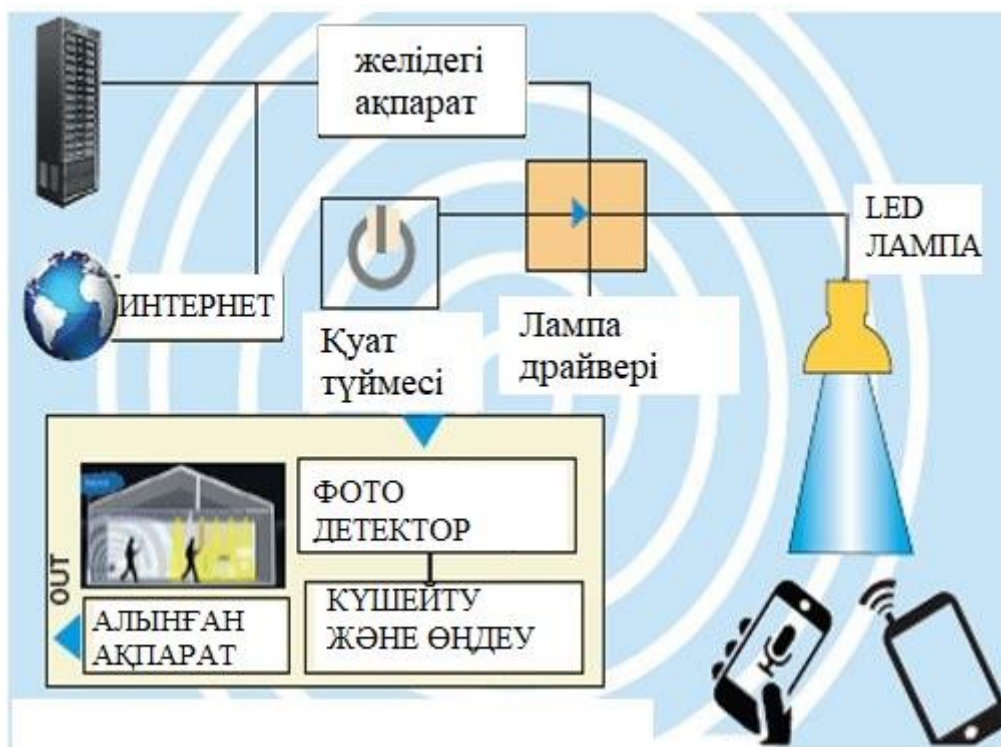 желідегі
ақпарат
ИНТЕРНЕТ
Қуат
түймесі
Лампа
драйвері
LED
ЛАМПА
ФОТО
ДЕТЕКТОР
КҮШЕЙТУ
ЖӘНЕ ӨҢДЕУ
OUT
АЛЫНҒАН
АҚПАРАТ